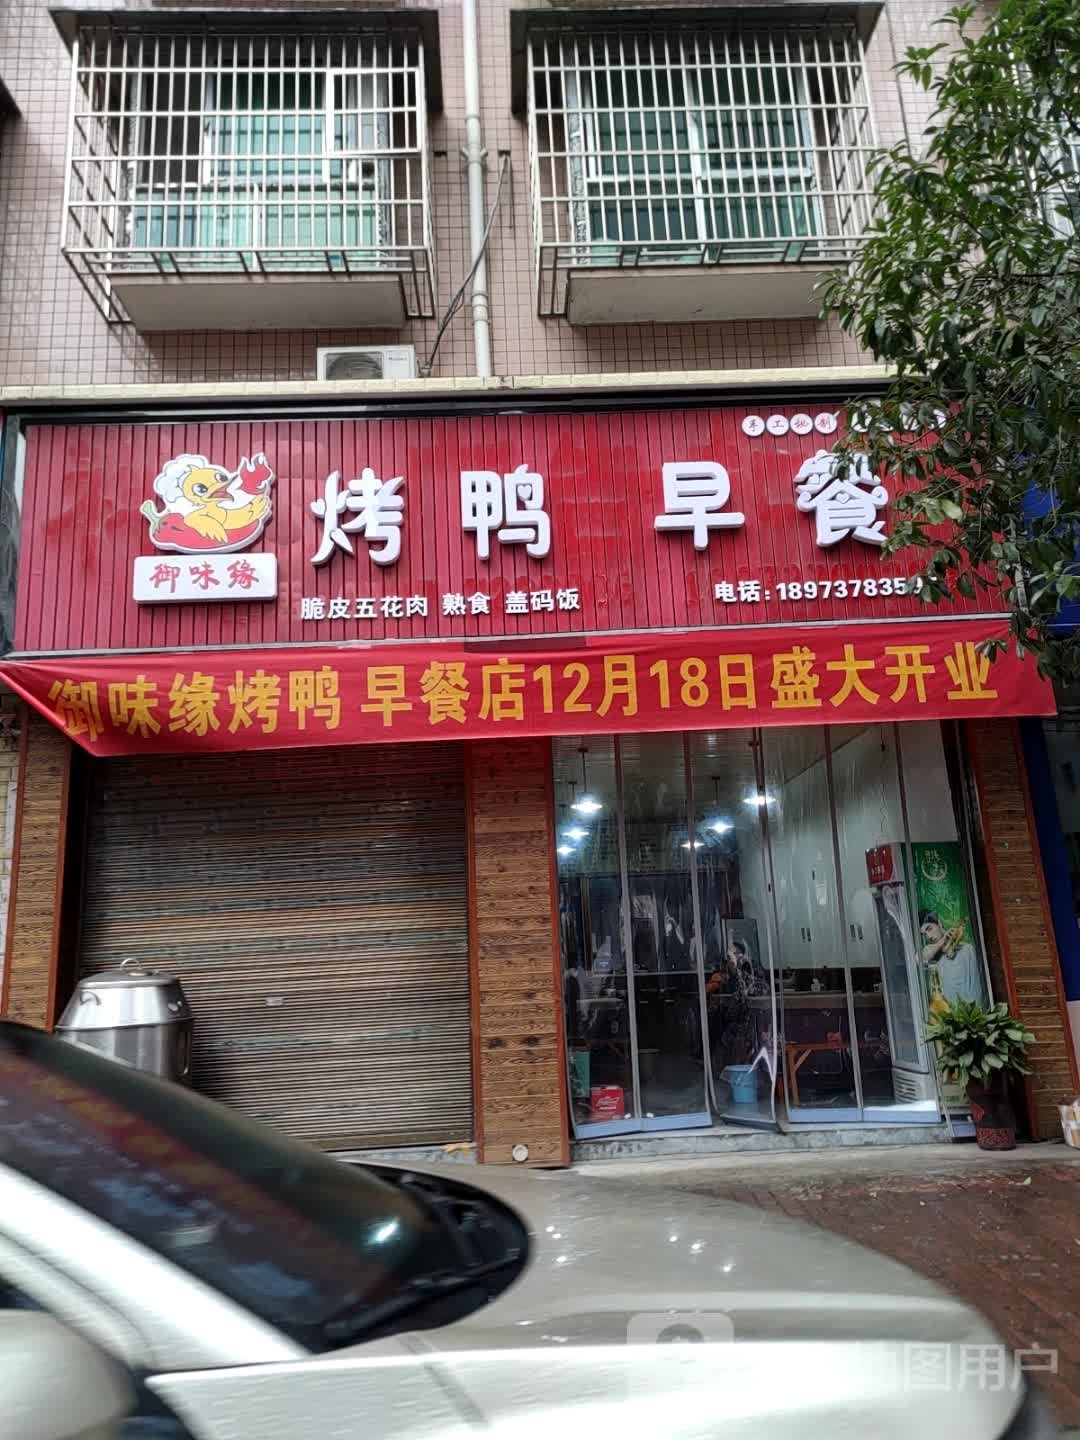 手工地制
烤鸭 早餐
御味缘
脆皮五花肉 熟食 盖码饭
电话:1897378359
御味缘烤鸭 早餐店12月18日盛大开业
图用户